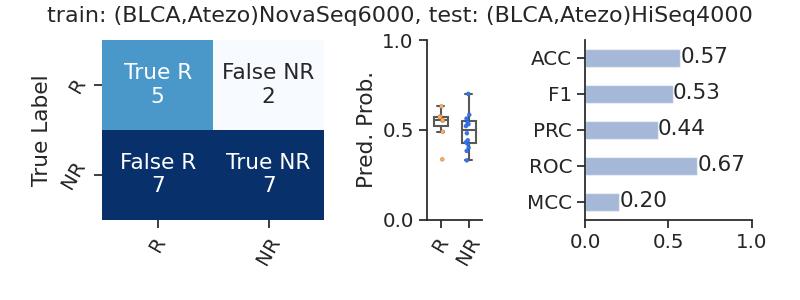 train: (BLCA,Atezo)NovaSeq6000, test: (BLCA,Atezo)HiSeq4000
True Label
R
NR
True R
5
False NR
2
False R
7
True NR
7
R
NR
Pred. Prob.
1.0
0.5
0.0
R
NR
ACC
0.57
F1
0.53
PRC
0.44
ROC
0.67
MCC
0.20
0.0
0.5
1.0